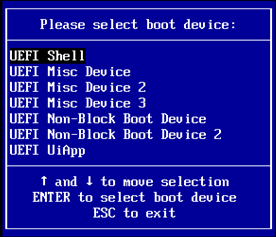 Please select boot device:
UEFI Shell
UEFI Misc Device
UEFI Misc Device 2
UEFI Misc Device 3
UEFI Non-Block Boot Device
UEFI Non-Block Boot Device 2
UEFI UiApp
↑ and ↓ to move selection
ENTER to select boot device
ESC to exit